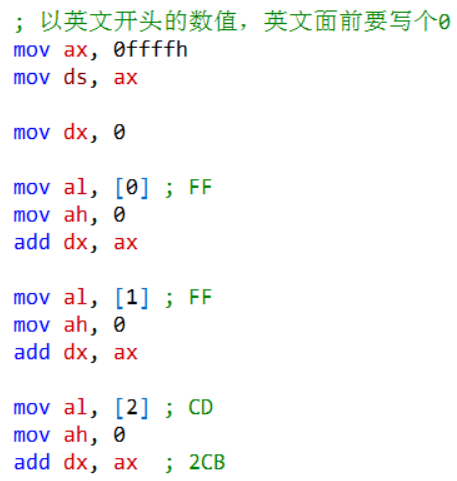 ; 以英文开头的数值，英文面前要写个0
mov ax, 0ffffh
mov ds, ax
mov dx, 0
mov al, [0] ; FF
mov ah, 0
add dx, ax
mov al, [1] ; FF
mov ah, 0
add dx, ax
mov al, [2] ; CD
mov ah, 0
add dx, ax  ; 2CB